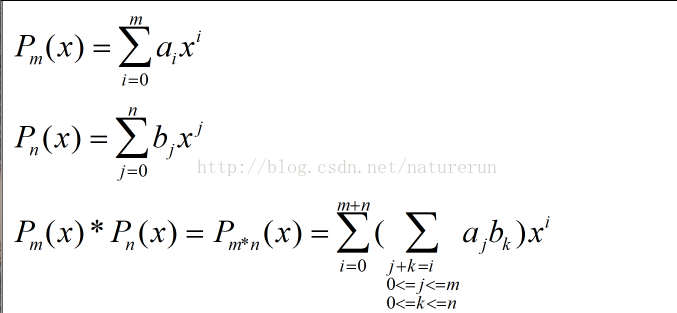 P_m(x) = \sum_{i=0}^{m} a_i x^i
P_n(x) = \sum_{j=0}^{n} b_j x^j
http://blog.csdn.net/naturerun
P_m(x) * P_n(x) = P_{m*n}(x) = \sum_{i=0}^{m+n} ( \sum_{\substack{j+k=i \\ 0<=j<=m \\ 0<=k<=n}} a_j b_k ) x^i